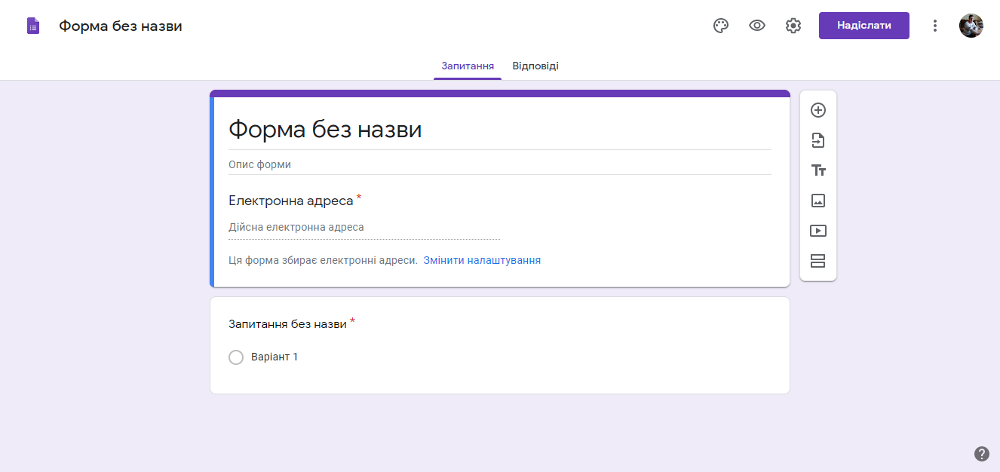 Форма без назви
Надіслати
Запитання
Відповіді
Форма без назви
Опис форми
Електронна адреса *
Дійсна електронна адреса
Ця форма збирає електронні адреси. Змінити налаштування
Запитання без назви *
Варіант 1